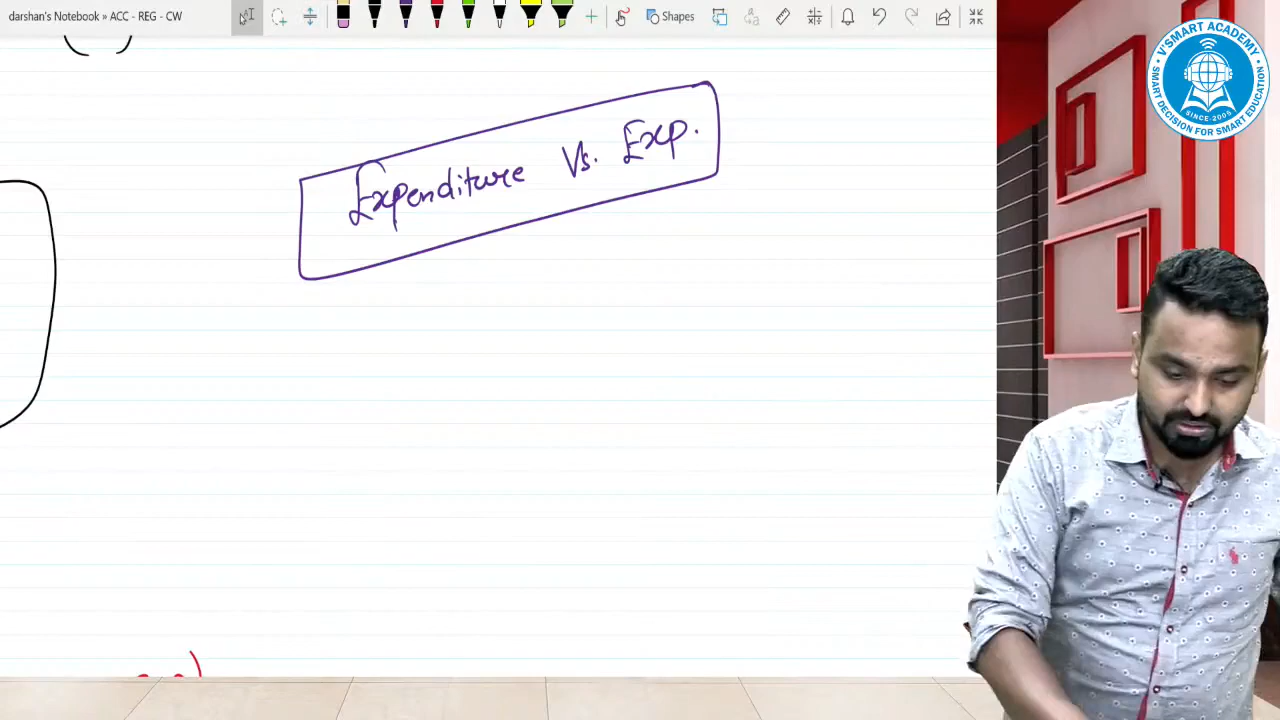 darshan's Notebook » ACC - REG - CW
Shapes
Expenditure Vs. Exp.
V'SMART ACADEMY
SINCE-2005
SMART DECISION FOR SMART EDUCATION